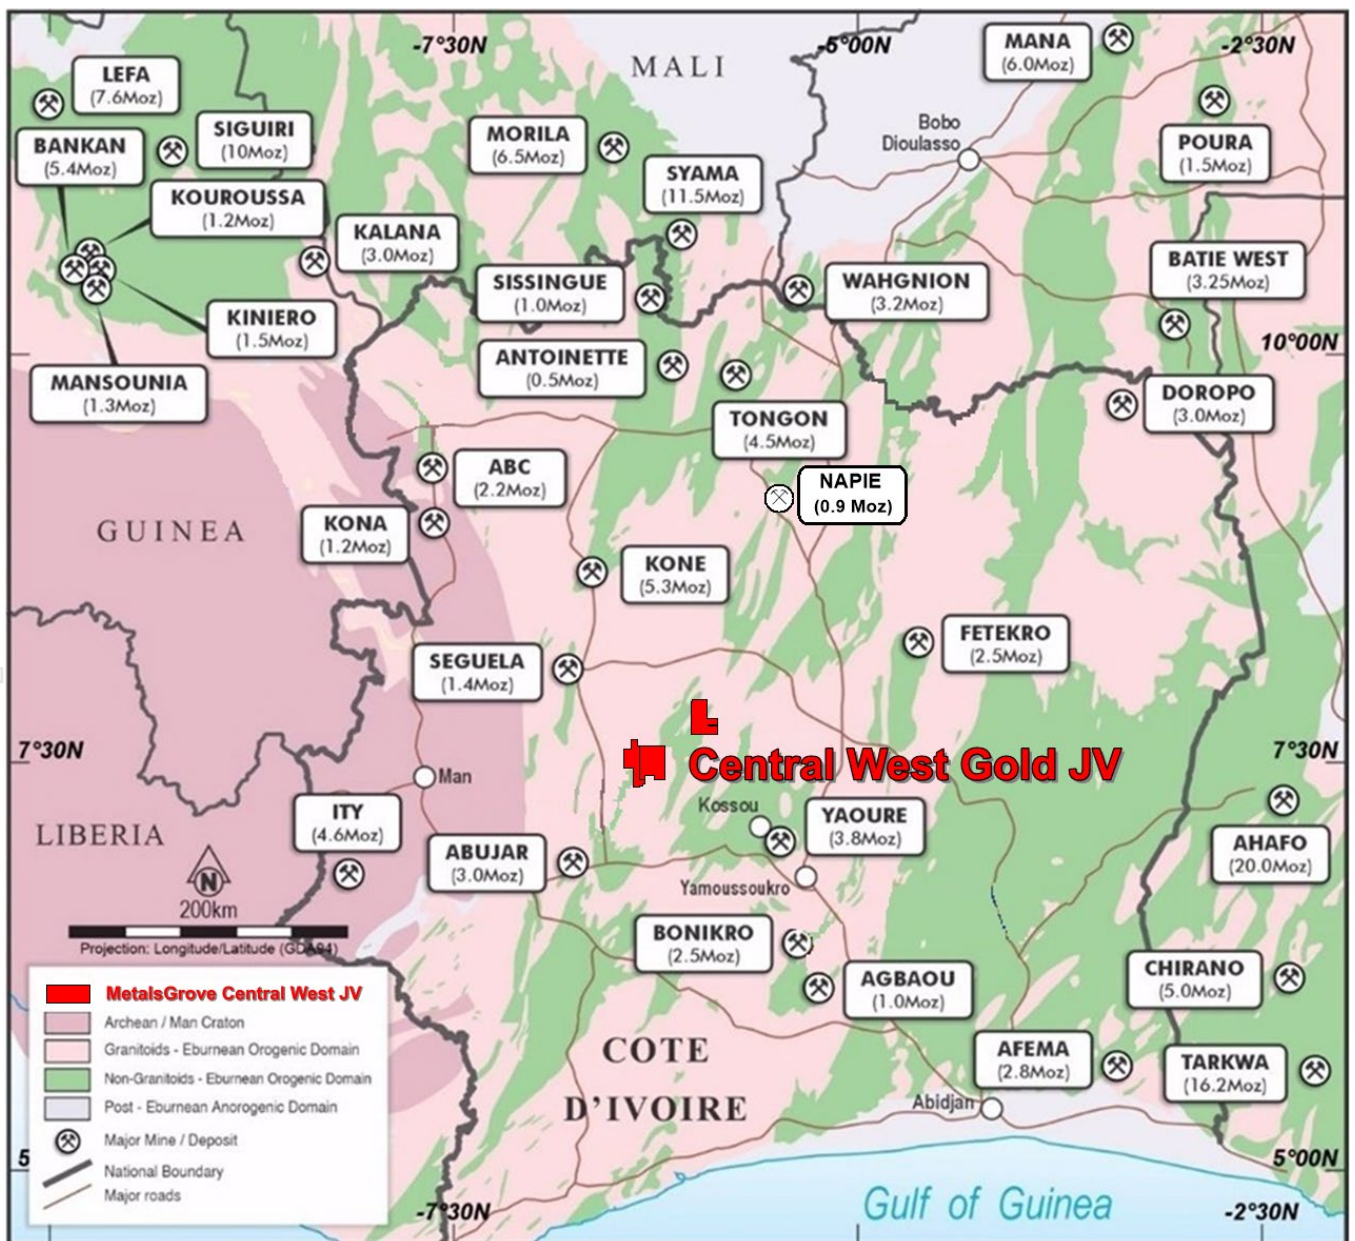 -7°30N
-5°00N
-2°30N
MALI
MANA
(6.0Moz)
LEFA
(7.6Moz)
POURA
(1.5Moz)
BANKAN
(5.4Moz)
SIGUIRI
(10Moz)
MORILA
(6.5Moz)
Bobo
Dioulasso
SYAMA
(11.5Moz)
KOUROUSSA
(1.2Moz)
KALANA
(3.0Moz)
SISSINGUE
(1.0Moz)
WAHGNION
(3.2Moz)
BATIE WEST
(3.25Moz)
KINIERO
(1.5Moz)
10°00N
ANTOINETTE
(0.5Moz)
MANSOUNIA
(1.3Moz)
TONGON
(4.5Moz)
DOROPO
(3.0Moz)
ABC
(2.2Moz)
NAPIE
(0.9 Moz)
GUINEA
KONA
(1.2Moz)
KONE
(5.3Moz)
SEGUELA
(1.4Moz)
FETEKRO
(2.5Moz)
7°30N
Central West Gold JV
7°30N
Man
Kossou
ITY
(4.6Moz)
YAOURE
(3.8Moz)
LIBERIA
ABUJAR
(3.0Moz)
AHAFO
(20.0Moz)
N
200km
Yamoussoukro
Projection: Longitude/Latitude (GDA94)
BONIKRO
(2.5Moz)
AGBAOU
(1.0Moz)
CHIRANO
(5.0Moz)
MetalsGrove Central West JV
Archean / Man Craton
Granitoids - Eburnean Orogenic Domain
Non-Granitoids - Eburnean Orogenic Domain
Post - Eburnean Anorogenic Domain
Major Mine / Deposit
National Boundary
Major roads
COTE
D'IVOIRE
AFEMA
(2.8Moz)
TARKWA
(16.2Moz)
Abidjan
5
5°00N
Gulf of Guinea
-7°30N
-2°30N